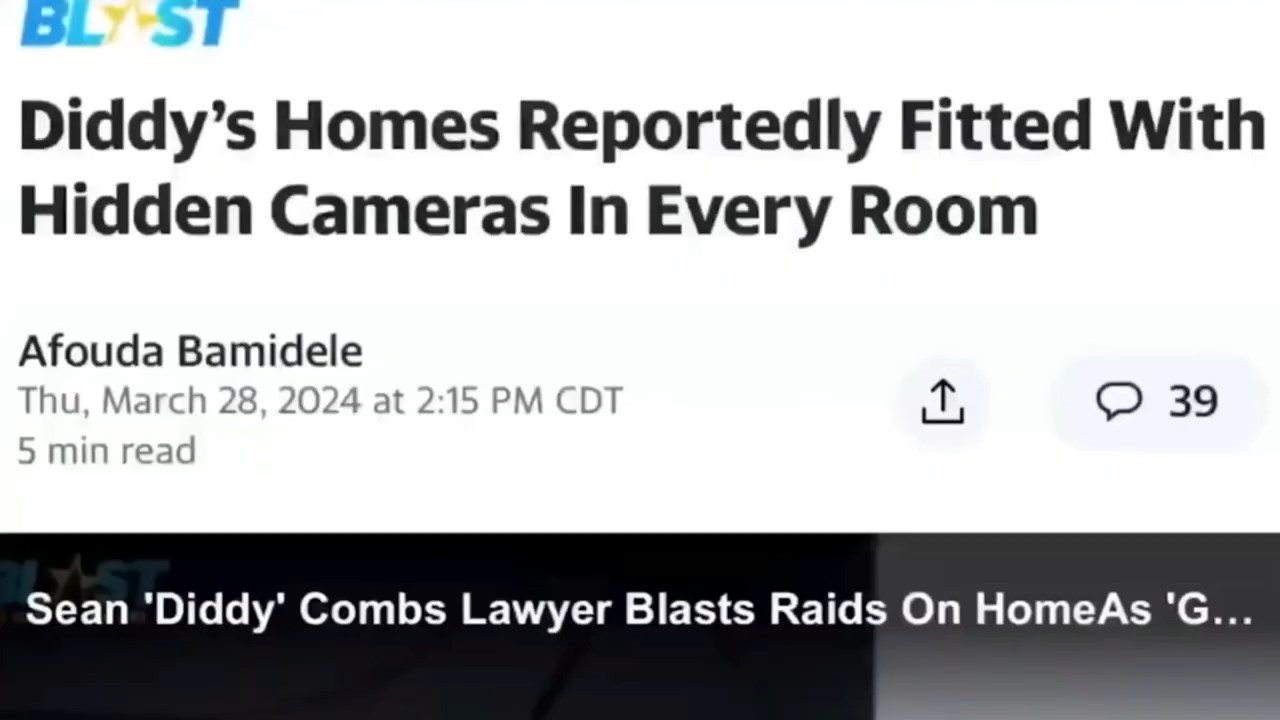 BLAST
Diddy's Homes Reportedly Fitted With
Hidden Cameras In Every Room
Afouda Bamidele
Thu, March 28, 2024 at 2:15 PM CDT
39
5 min read
BLAST
Sean 'Diddy' Combs Lawyer Blasts Raids On HomeAs 'G...